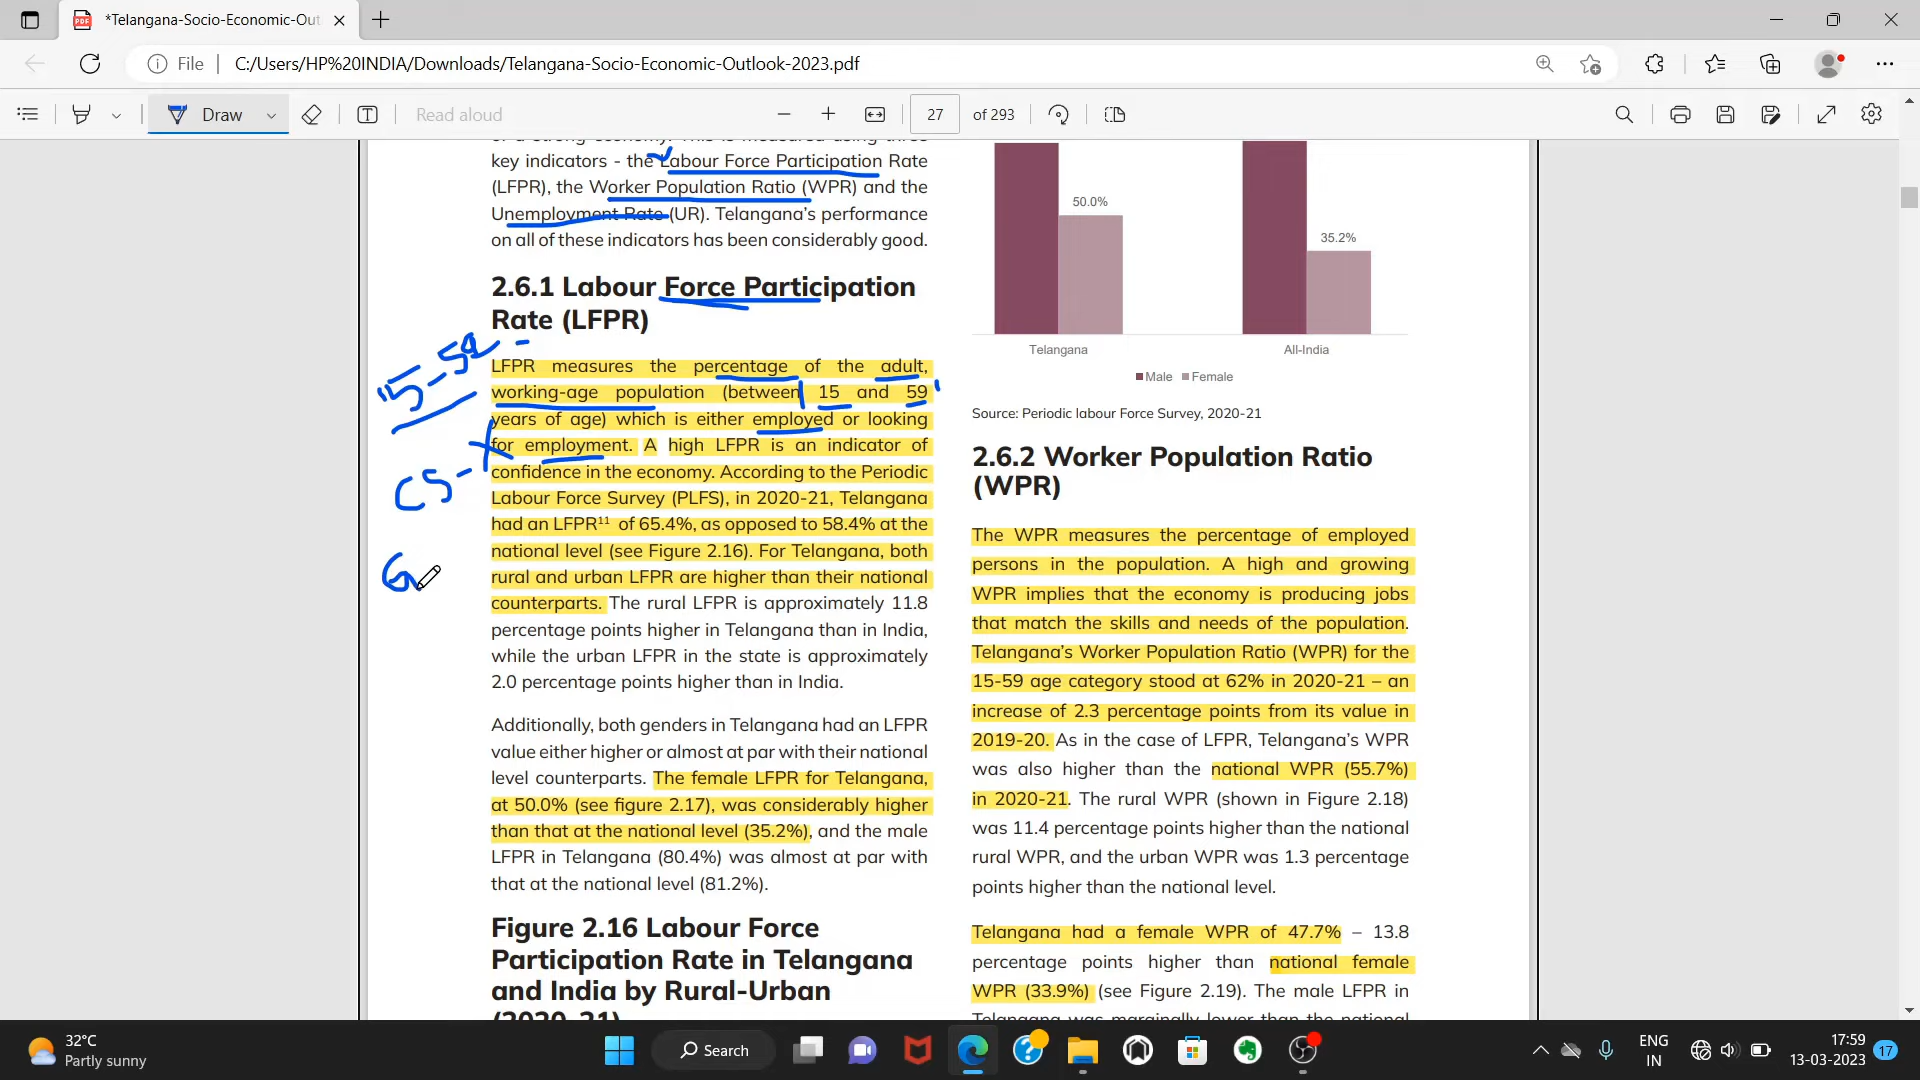 *Telangana-Socio-Economic-Out
File
C:/Users/HP%20INDIA/Downloads/Telangana-Socio-Economic-Outlook-2023.pdf
Draw
Read aloud
27
of 293
key indicators - the Labour Force Participation Rate
(LFPR), the Worker Population Ratio (WPR) and the
Unemployment Rate (UR). Telangana's performance
on all of these indicators has been considerably good.
2.6.1 Labour Force Participation
Rate (LFPR)
15-59
LFPR measures the percentage of the adult,
working-age population (between 15 and 59
years of age) which is either employed or looking
for employment. A high LFPR is an indicator of
confidence in the economy. According to the Periodic
Labour Force Survey (PLFS), in 2020-21, Telangana
had an LFPR¹¹ of 65.4%, as opposed to 58.4% at the
national level (see Figure 2.16). For Telangana, both
rural and urban LFPR are higher than their national
counterparts. The rural LFPR is approximately 11.8
percentage points higher in Telangana than in India,
while the urban LFPR in the state is approximately
2.0 percentage points higher than in India.
CS-X
Additionally, both genders in Telangana had an LFPR
value either higher or almost at par with their national
level counterparts. The female LFPR for Telangana,
at 50.0% (see figure 2.17), was considerably higher
than that at the national level (35.2%), and the male
LFPR in Telangana (80.4%) was almost at par with
that at the national level (81.2%).
Figure 2.16 Labour Force
Participation Rate in Telangana
and India by Rural-Urban
(2020-21)
50.0%
35.2%
Telangana
All-India
Male Female
Source: Periodic labour Force Survey, 2020-21
2.6.2 Worker Population Ratio
(WPR)
The WPR measures the percentage of employed
persons in the population. A high and growing
WPR implies that the economy is producing jobs
that match the skills and needs of the population.
Telangana's Worker Population Ratio (WPR) for the
15-59 age category stood at 62% in 2020-21 – an
increase of 2.3 percentage points from its value in
2019-20. As in the case of LFPR, Telangana's WPR
was also higher than the national WPR (55.7%)
in 2020-21. The rural WPR (shown in Figure 2.18)
was 11.4 percentage points higher than the national
rural WPR, and the urban WPR was 1.3 percentage
points higher than the national level.
Telangana had a female WPR of 47.7% – 13.8
percentage points higher than national female
WPR (33.9%) (see Figure 2.19). The male LFPR in
Telangana was marginally lower than the national
32°C
Partly sunny
Search
ENG
IN
17:59
13-03-2023
17